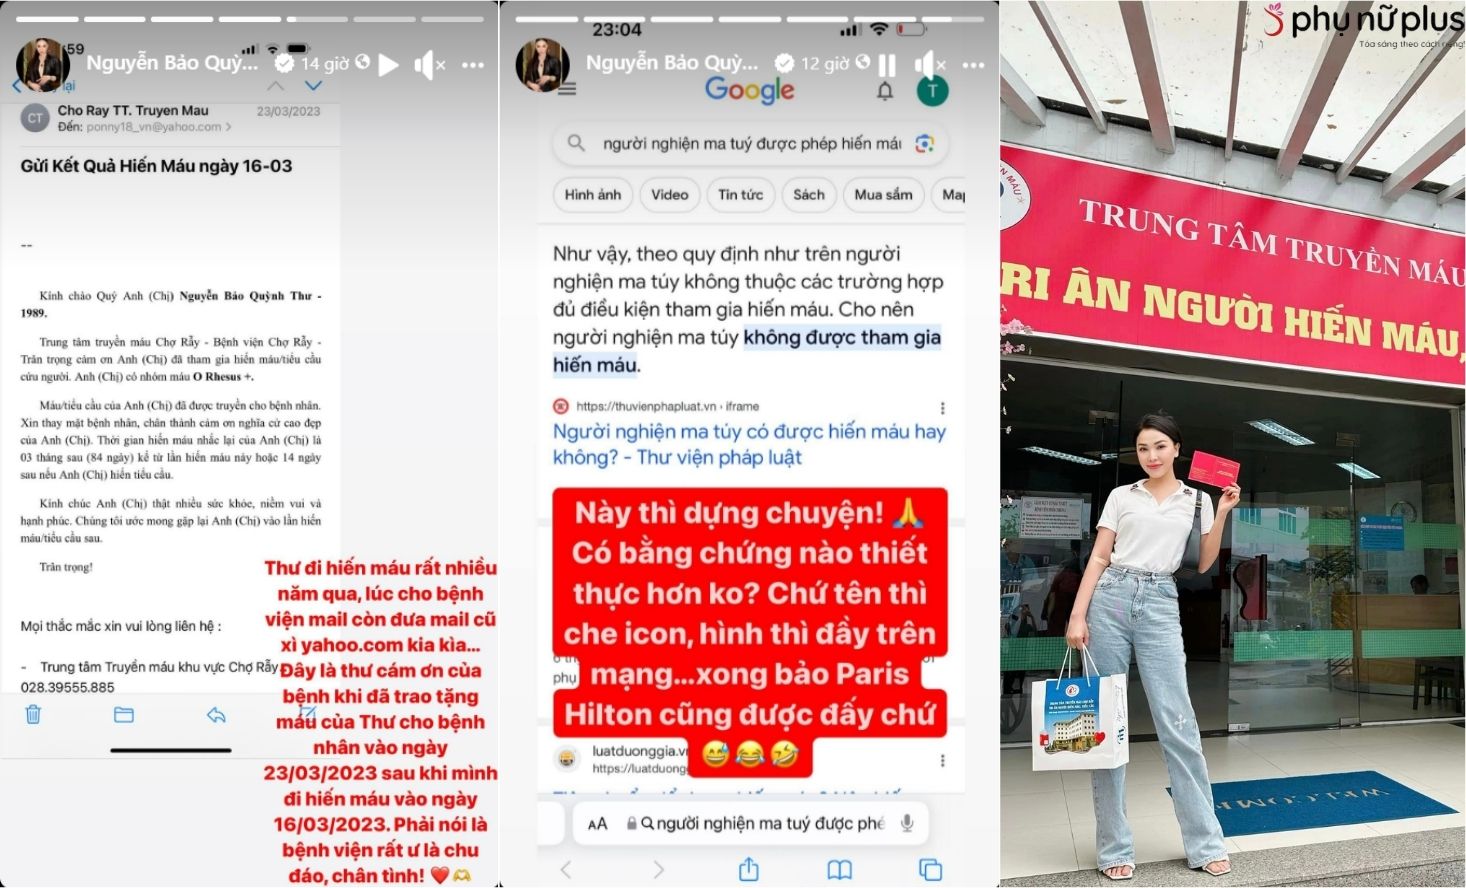 :59
Nguyễn Bảo Quỳ... 14 giờ
Cho Ray TT. Truyen Mau
23/03/2023
CT
Đến: ponny18_vn@yahoo.com
Gửi Kết Quả Hiến Máu ngày 16-03
--
Kính chào Quý Anh (Chị) Nguyễn Bảo Quỳnh Thư -
1989.
Trung tâm truyền máu Chợ Rẫy - Bệnh viện Chợ Rẫy -
Trân trọng cảm ơn Anh (Chị) đã tham gia hiến máu/tiểu cầu
cứu người. Anh (Chị) có nhóm máu O Rhesus +.
Máu/tiểu cầu của Anh (Chị) đã được truyền cho bệnh nhân.
Xin thay mặt bệnh nhân, chân thành cảm ơn nghĩa cử cao đẹp
của Anh (Chị). Thời gian hiến máu nhắc lại của Anh (Chị) là
03 tháng sau (84 ngày) kể từ lần hiến máu này hoặc 14 ngày
sau nếu Anh (Chị) hiến tiểu cầu.
Kính chúc Anh (Chị) thật nhiều sức khỏe, niềm vui và
hạnh phúc. Chúng tôi ước mong gặp lại Anh (Chị) vào lần hiến
máu/tiểu cầu sau.
Trân trọng!
Mọi thắc mắc xin vui lòng liên hệ :
- Trung tâm Truyền máu khu vực Chợ Rẫy
028.39555.885
Thư đi hiến máu rất nhiều
năm qua, lúc cho bệnh
viện mail còn đưa mail cũ
xì yahoo.com kia kìa...
Đây là thư cám ơn của
bệnh khi đã trao tặng
máu của Thư cho bệnh
nhân vào ngày
23/03/2023 sau khi mình
đi hiến máu vào ngày
16/03/2023. Phải nói là
bệnh viện rất ư là chu
đáo, chân tình! ❤️🫶
23:04
Nguyễn Bảo Quỳ... 12 giờ
Google
T
người nghiện ma tuý được phép hiến máu
Hình ảnh
Video
Tin tức
Sách
Mua sắm
Map
Như vậy, theo quy định như trên người
nghiện ma túy không thuộc các trường hợp
đủ điều kiện tham gia hiến máu. Cho nên
người nghiện ma túy không được tham gia
hiến máu.
https://thuvienphapluat.vn › iframe
Người nghiện ma túy có được hiến máu hay
không? - Thư viện pháp luật
Này thì dựng chuyện! 🙏
Có bằng chứng nào thiết
thực hơn ko? Chứ tên thì
che icon, hình thì đầy trên
mạng...xong bảo Paris
Hilton cũng được đấy chứ
😅😂🤣
phụ
luatduonggia.v
https://luatduong
AA
người nghiện ma tuý được phé
phụ nữ plus
Tỏa sáng theo cách riêng!
TRUNG TÂM TRUYỀN MÁU
RI ÂN NGƯỜI HIẾN MÁU,
WELCOME